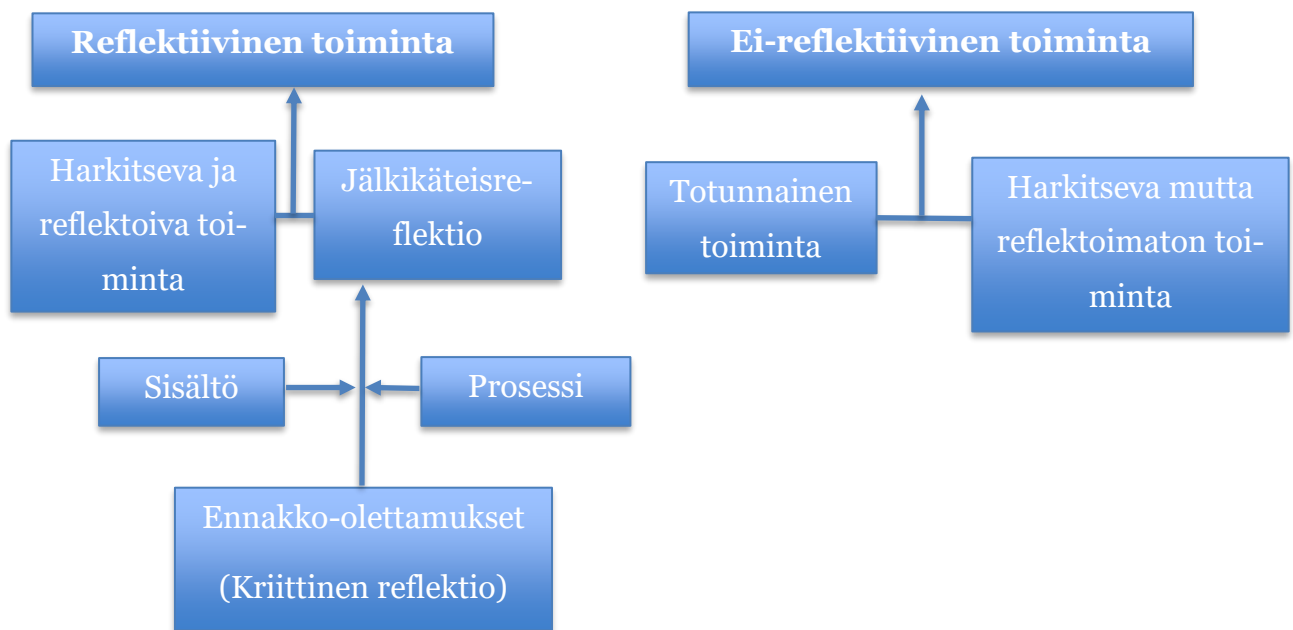 Reflektiivinen toiminta
Ei-reflektiivinen toiminta
Harkitseva ja
reflektoiva toi-
minta
Jälkikäteisre-
flektio
Totunnainen
toiminta
Harkitseva mutta
reflektoimaton toi-
minta
Sisältö
Prosessi
Ennakko-olettamukset
(Kriittinen reflektio)